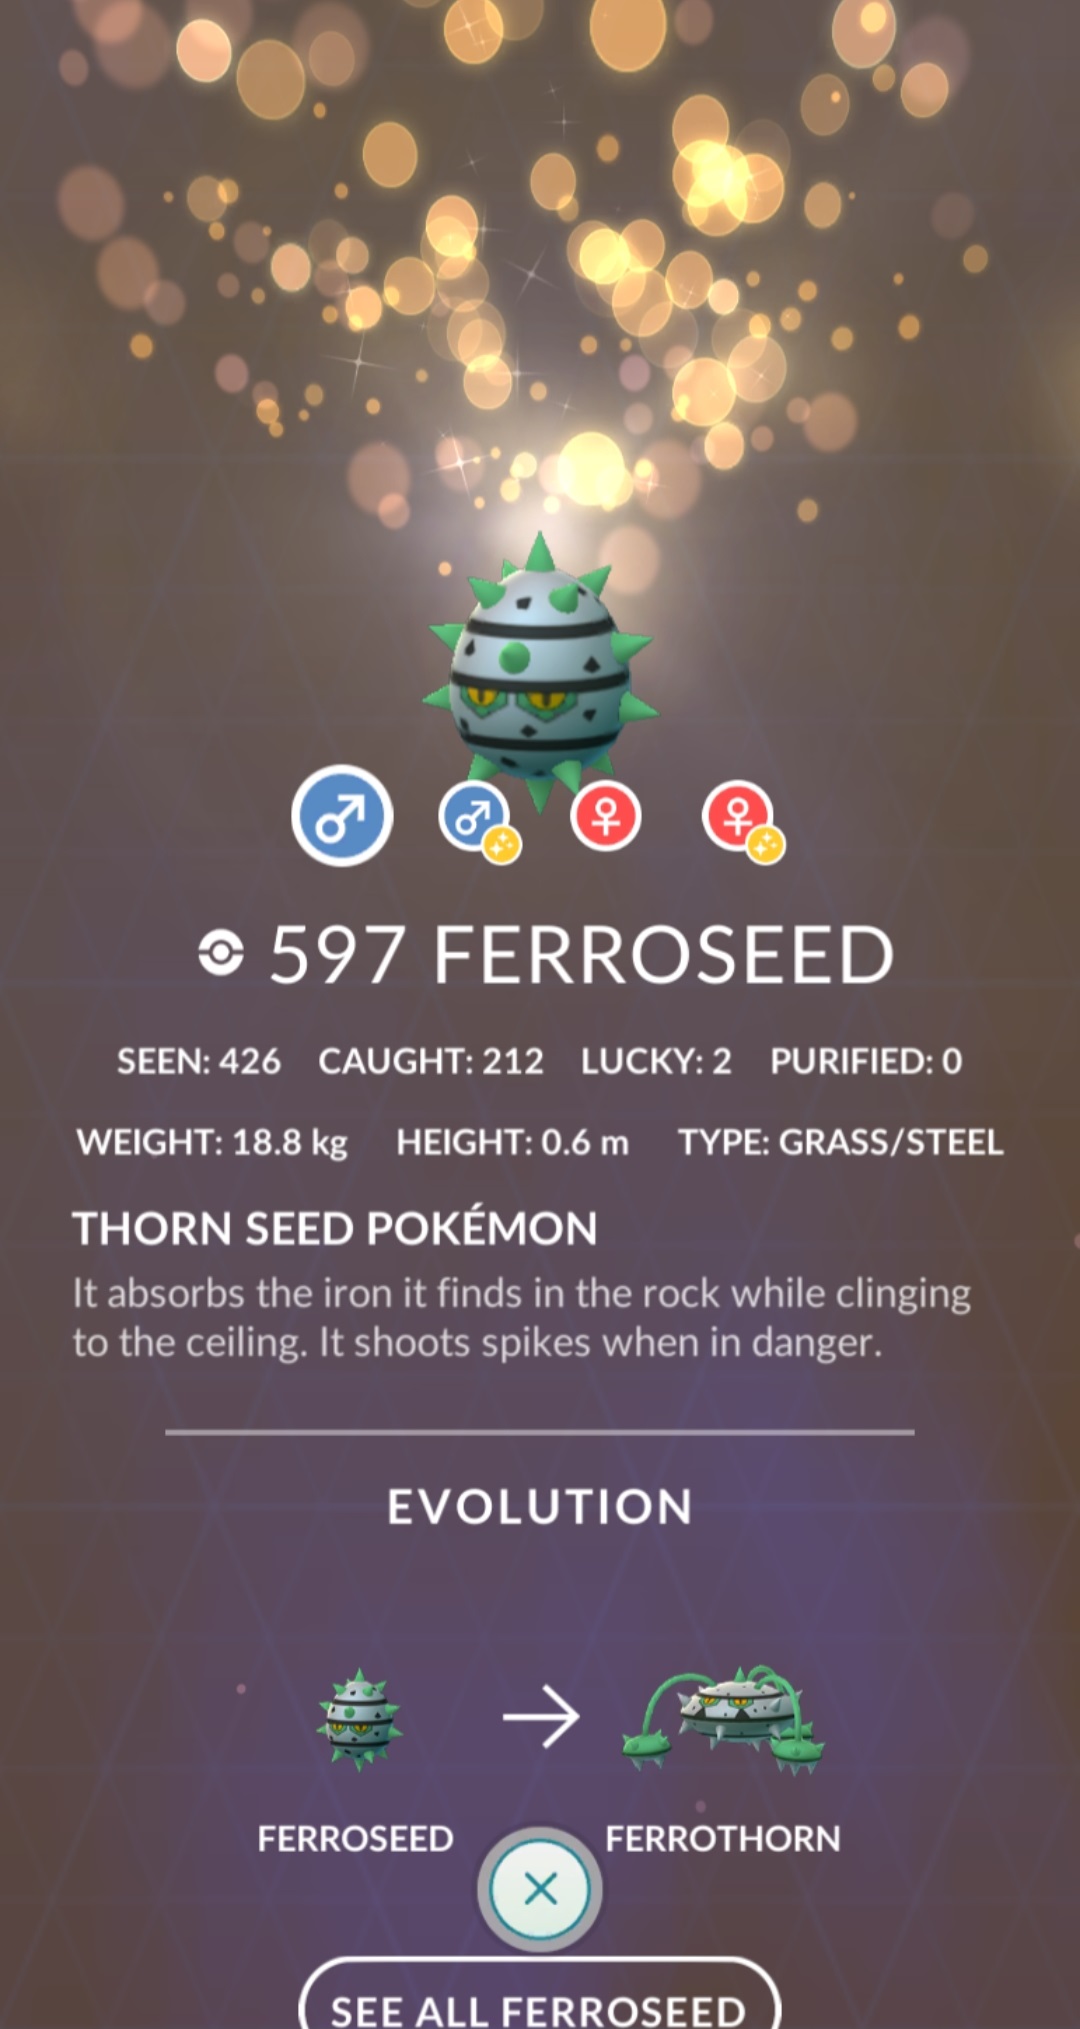 597 FERROSEED
SEEN: 426 CAUGHT: 212 LUCKY: 2 PURIFIED: 0
WEIGHT: 18.8 kg HEIGHT: 0.6 m TYPE: GRASS/STEEL
THORN SEED POKÉMON
It absorbs the iron it finds in the rock while clinging
to the ceiling. It shoots spikes when in danger.
EVOLUTION
FERROSEED FERROTHORN
SEE ALL FERROSEED